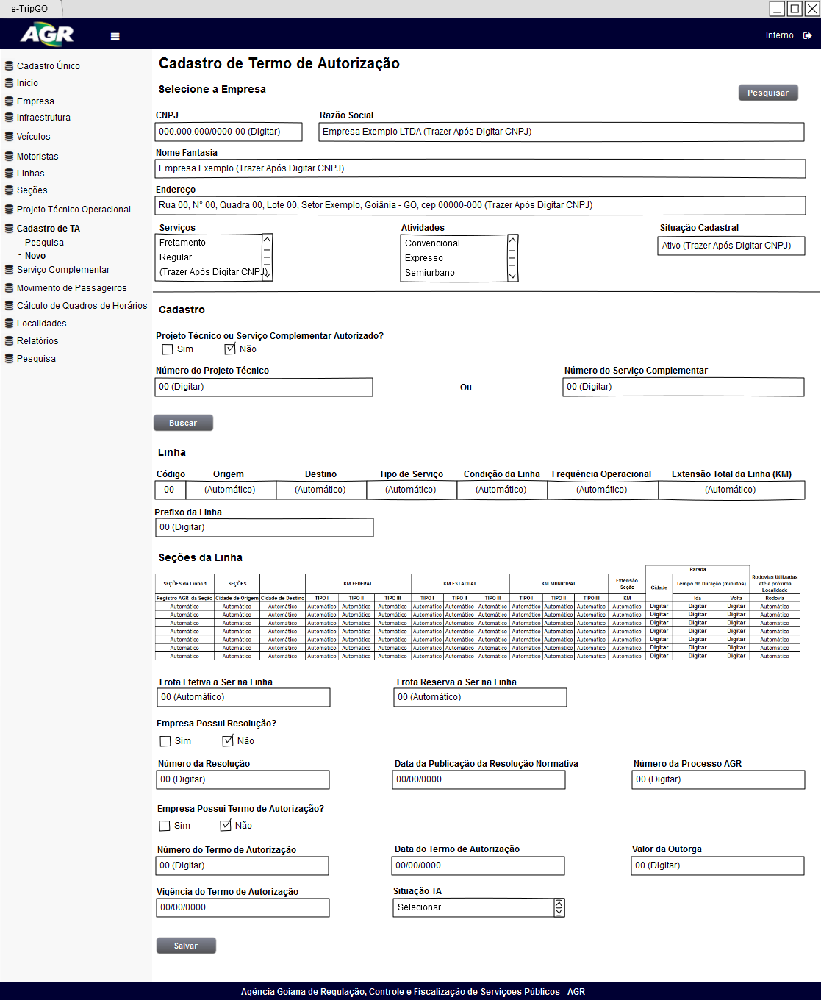 e-TripGO
AGR
Interno
Cadastro Único
Início
Empresa
Infraestrutura
Veículos
Motoristas
Linhas
Seções
Projeto Técnico Operacional
Cadastro de TA
- Pesquisa
- Novo
Serviço Complementar
Movimento de Passageiros
Cálculo de Quadros de Horários
Localidades
Relatórios
Pesquisa
Cadastro de Termo de Autorização
Selecione a Empresa
Pesquisar
CNPJ Razão Social
000.000.000/0000-00 (Digitar) Empresa Exemplo LTDA (Trazer Após Digitar CNPJ)
Nome Fantasia
Empresa Exemplo (Trazer Após Digitar CNPJ)
Endereço
Rua 00, N° 00, Quadra 00, Lote 00, Setor Exemplo, Goiânia - GO, cep 00000-000 (Trazer Após Digitar CNPJ)
Serviços Atividades Situação Cadastral
Fretamento Convencional Ativo (Trazer Após Digitar CNPJ)
Regular Expresso
(Trazer Após Digitar CNPJ) Semiurbano
Cadastro
Projeto Técnico ou Serviço Complementar Autorizado?
Sim Não
Número do Projeto Técnico Número do Serviço Complementar
00 (Digitar) Ou 00 (Digitar)
Buscar
Linha
Código Origem Destino Tipo de Serviço Condição da Linha Frequência Operacional Extensão Total da Linha (KM)
00 (Automático) (Automático) (Automático) (Automático) (Automático) (Automático)
Prefixo da Linha
00 (Digitar)
Seções da Linha
Parada
SEÇÕES da Linha 1 SEÇÕES KM FEDERAL KM ESTADUAL KM MUNICIPAL Extensão Seção Cidade Tempo de Duração (minutos) Rodovias Utilizadas até a próxima Localidade
Registro AGR da Seção Cidade de Origem Cidade de Destino TIPO I TIPO II TIPO III TIPO I TIPO II TIPO III TIPO I TIPO II TIPO III KM Ida Volta Rodovia
Automático Automático Automático Automático Automático Automático Automático Automático Automático Automático Automático Automático Automático Digitar Digitar Digitar Automático
Automático Automático Automático Automático Automático Automático Automático Automático Automático Automático Automático Automático Automático Digitar Digitar Digitar Automático
Automático Automático Automático Automático Automático Automático Automático Automático Automático Automático Automático Automático Automático Digitar Digitar Digitar Automático
Automático Automático Automático Automático Automático Automático Automático Automático Automático Automático Automático Automático Automático Digitar Digitar Digitar Automático
Automático Automático Automático Automático Automático Automático Automático Automático Automático Automático Automático Automático Automático Digitar Digitar Digitar Automático
Automático Automático Automático Automático Automático Automático Automático Automático Automático Automático Automático Automático Automático Digitar Digitar Digitar Automático
Automático Automático Automático Automático Automático Automático Automático Automático Automático Automático Automático Automático Automático Digitar Digitar Digitar Automático
Frota Efetiva a Ser na Linha Frota Reserva a Ser na Linha
00 (Automático) 00 (Automático)
Empresa Possui Resolução?
Sim Não
Número da Resolução Data da Publicação da Resolução Normativa Número da Processo AGR
00 (Digitar) 00/00/0000 00 (Digitar)
Empresa Possui Termo de Autorização?
Sim Não
Número do Termo de Autorização Data do Termo de Autorização Valor da Outorga
00 (Digitar) 00/00/0000 00 (Digitar)
Vigência do Termo de Autorização Situação TA
00/00/0000 Selecionar
Salvar
Agência Goiana de Regulação, Controle e Fiscalização de Serviçoes Públicos - AGR